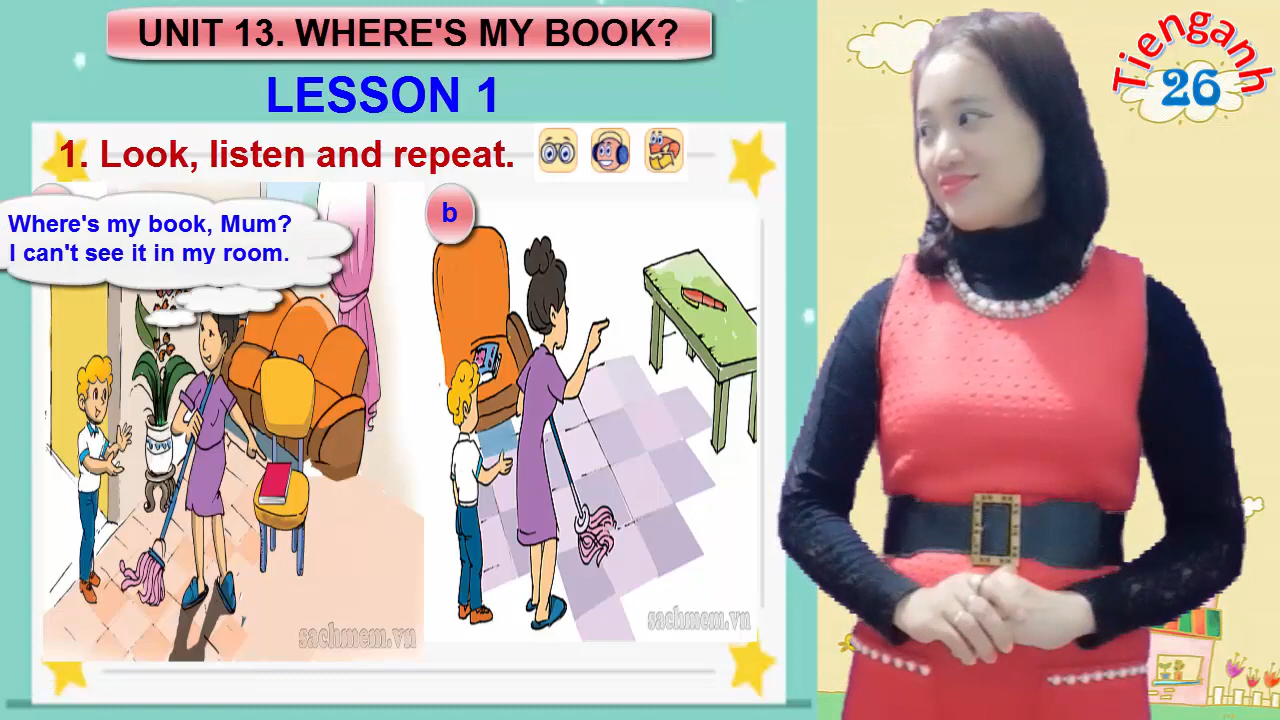 UNIT 13. WHERE'S MY BOOK?
LESSON 1
1. Look, listen and repeat.
Where's my book, Mum?
I can't see it in my room.
b
sachmem.vn
sachmem.vn
Tienganh
26